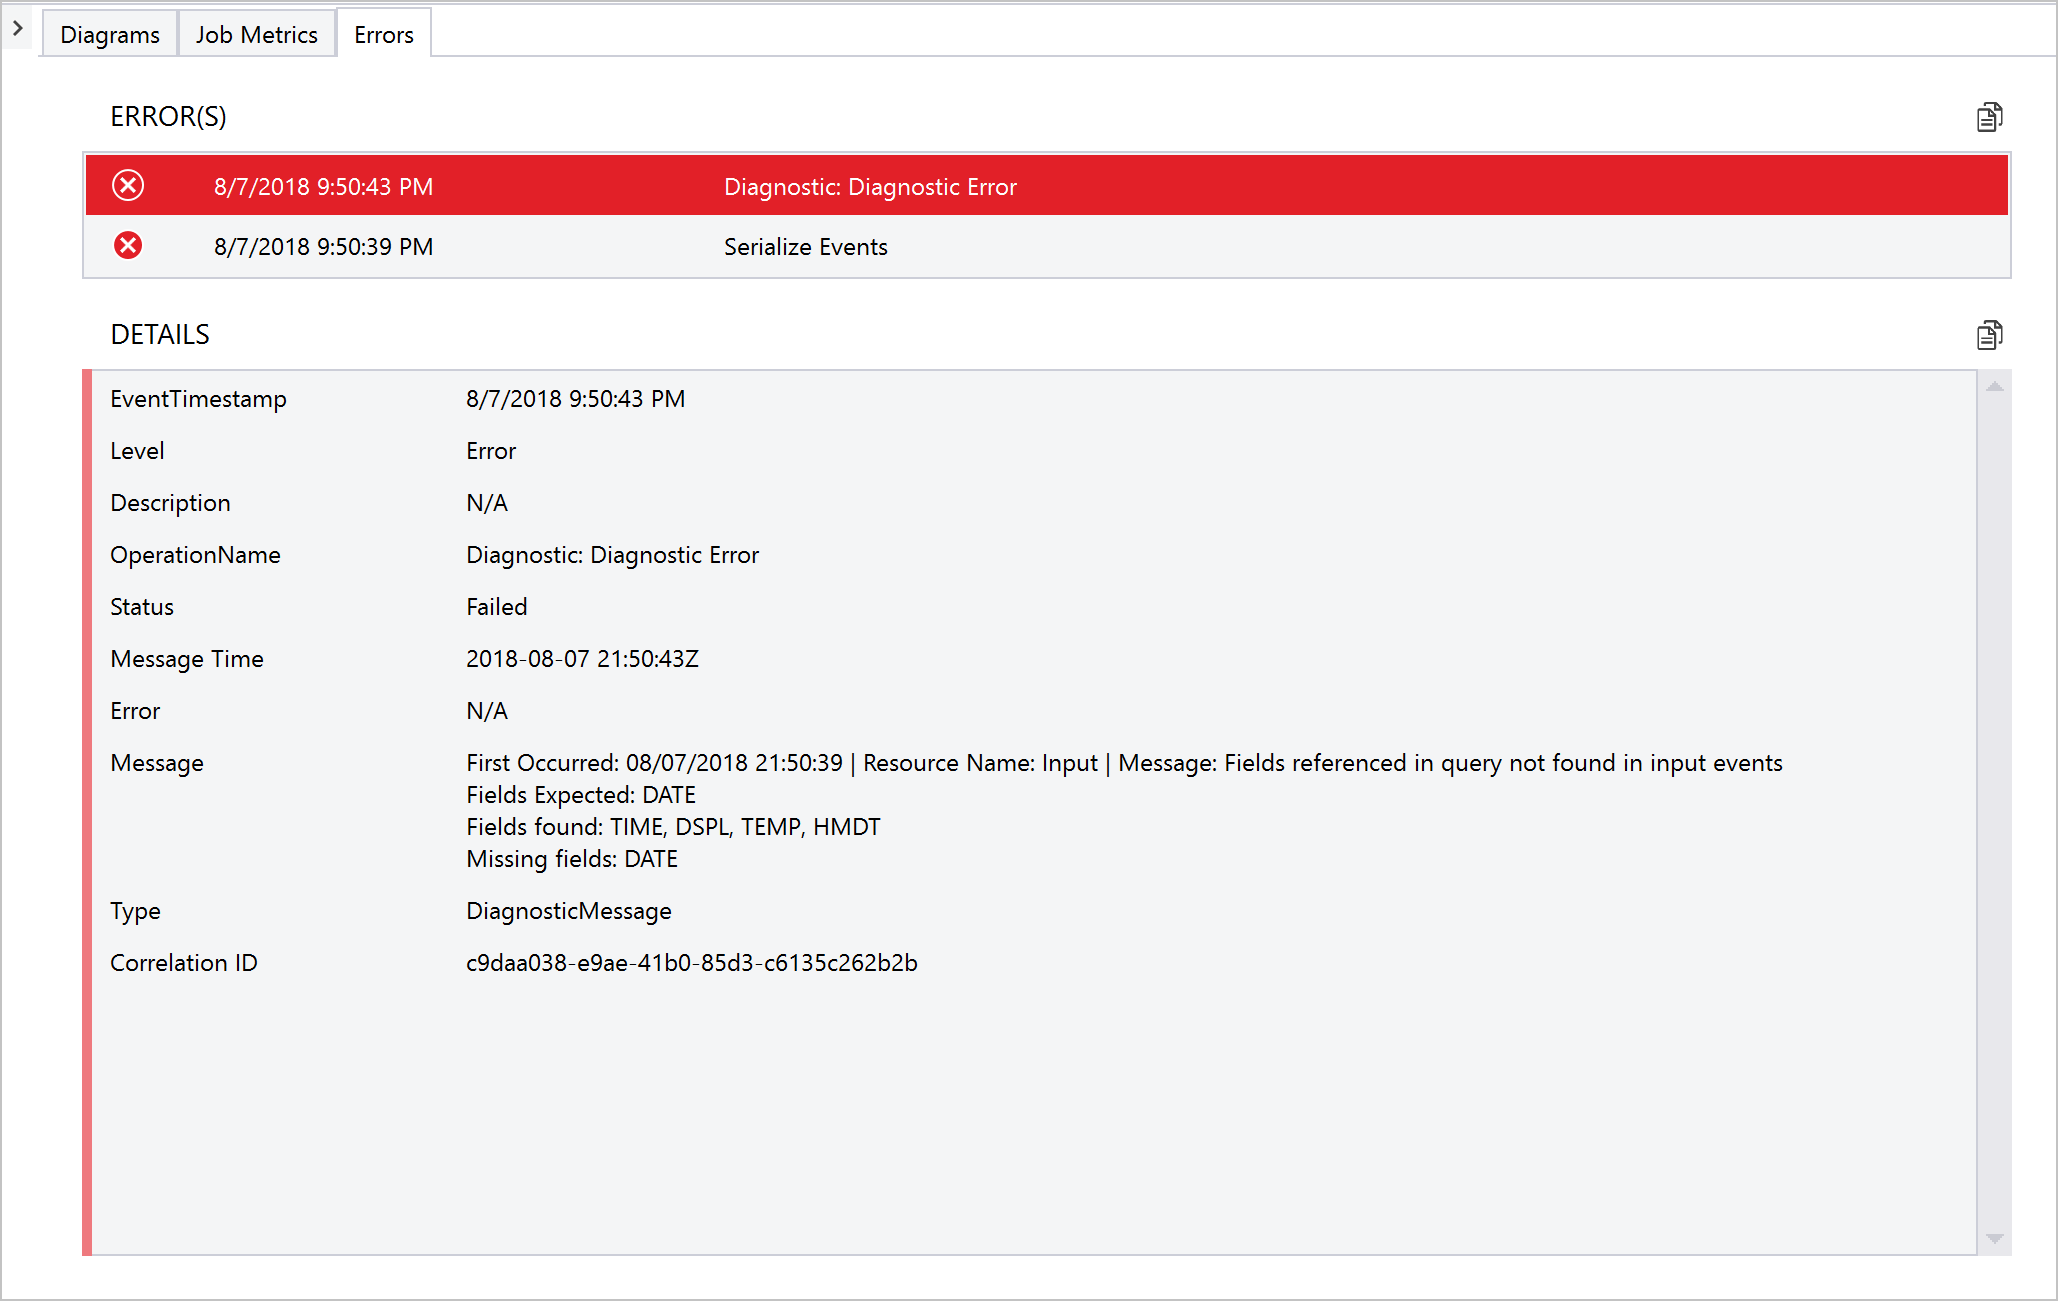 Diagrams Job Metrics Errors
ERROR(S)
8/7/2018 9:50:43 PM Diagnostic: Diagnostic Error
8/7/2018 9:50:39 PM Serialize Events
DETAILS
EventTimestamp 8/7/2018 9:50:43 PM
Level Error
Description N/A
OperationName Diagnostic: Diagnostic Error
Status Failed
Message Time 2018-08-07 21:50:43Z
Error N/A
Message First Occurred: 08/07/2018 21:50:39 | Resource Name: Input | Message: Fields referenced in query not found in input events
Fields Expected: DATE
Fields found: TIME, DSPL, TEMP, HMDT
Missing fields: DATE
Type DiagnosticMessage
Correlation ID c9daa038-e9ae-41b0-85d3-c6135c262b2b